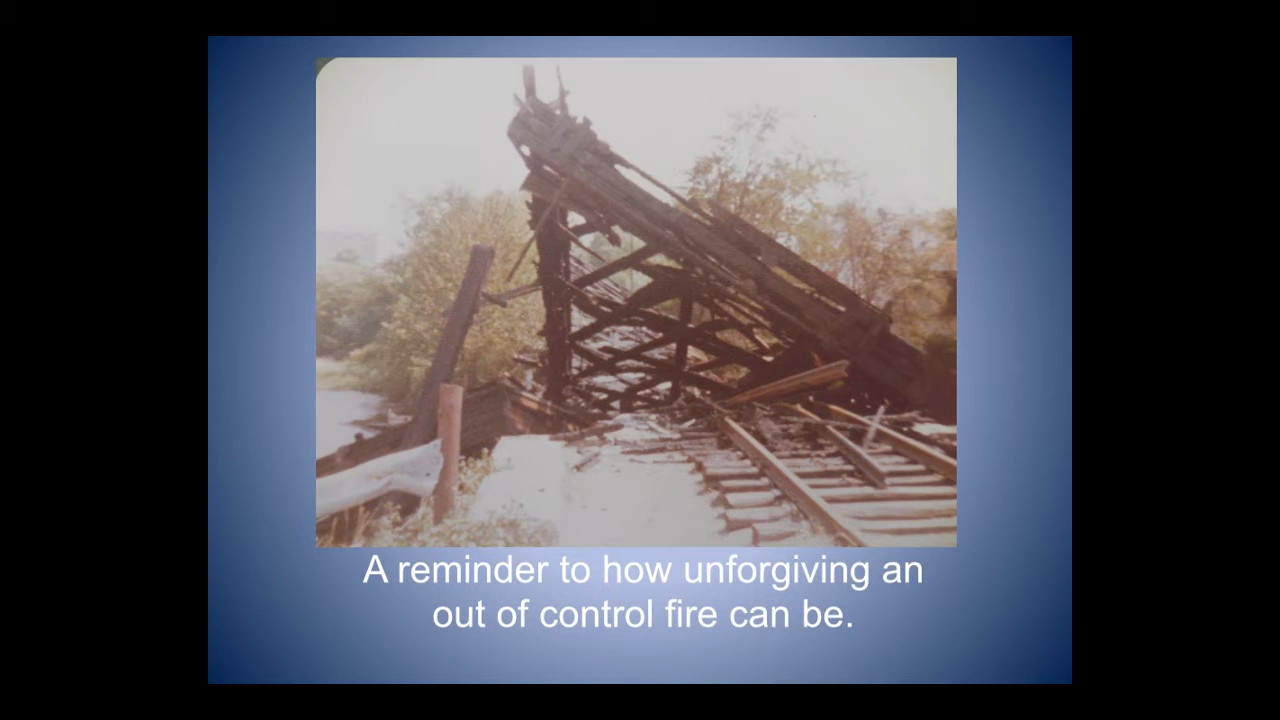 A reminder to how unforgiving an
out of control fire can be.